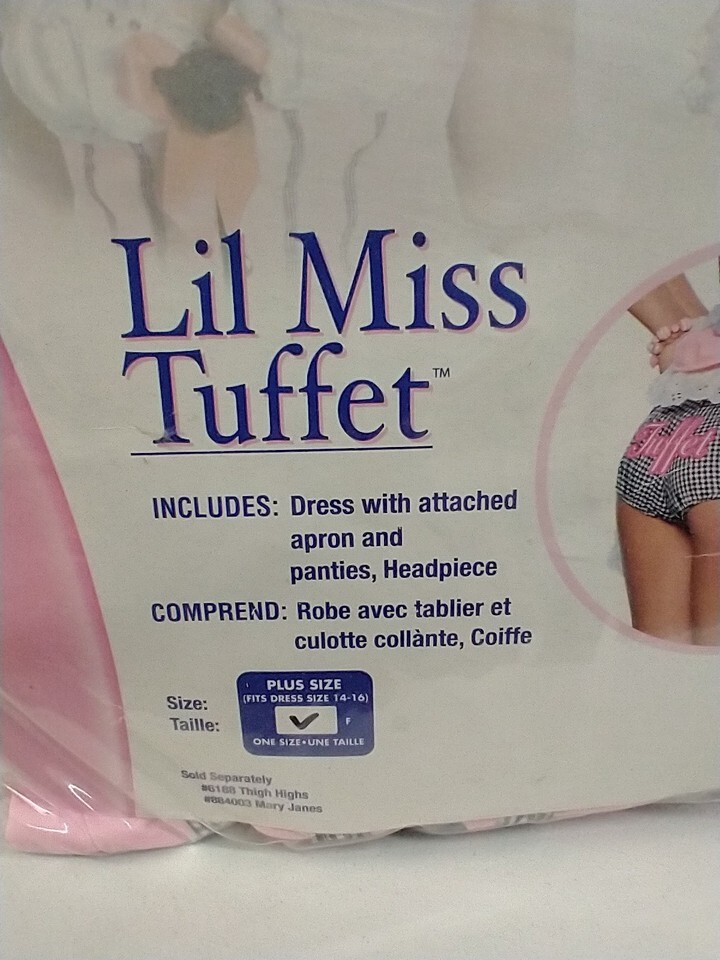 Lil Miss
Tuffet™
Tuffet
INCLUDES: Dress with attached
apron and
panties, Headpiece
COMPREND: Robe avec tablier et
culotte collànte, Coiffe
Size:
Taille:
PLUS SIZE
(FITS DRESS SIZE 14-16)
F
ONE SIZE•UNE TAILLE
Sold Separately
#6188 Thigh Highs
#884003 Mary Janes